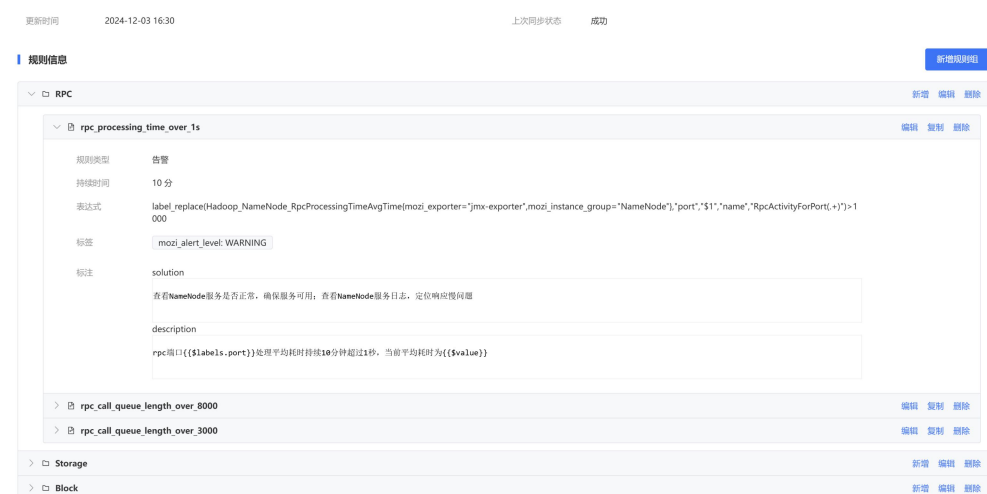 更新时间 2024-12-03 16:30 上次同步状态 成功
规则信息 新增规则组
RPC 新增 编辑 删除
rpc_processing_time_over_1s 编辑 复制 删除
规则类型 告警
持续时间 10 分
表达式 label_replace(Hadoop_NameNode_RpcProcessingTimeAvgTime{mozi_exporter="jmx-exporter",mozi_instance_group="NameNode"},"port","$1","name","RpcActivityForPort(.+)")>1
000
标签 mozi_alert_level: WARNING
标注 solution
查看NameNode服务是否正常，确保服务可用；查看NameNode服务日志，定位响应慢问题
description
rpc端口{{$labels.port}}处理平均耗时持续10分钟超过1秒，当前平均耗时为{{$value}}
rpc_call_queue_length_over_8000 编辑 复制 删除
rpc_call_queue_length_over_3000 编辑 复制 删除
Storage 新增 编辑 删除
Block 新增 编辑 删除